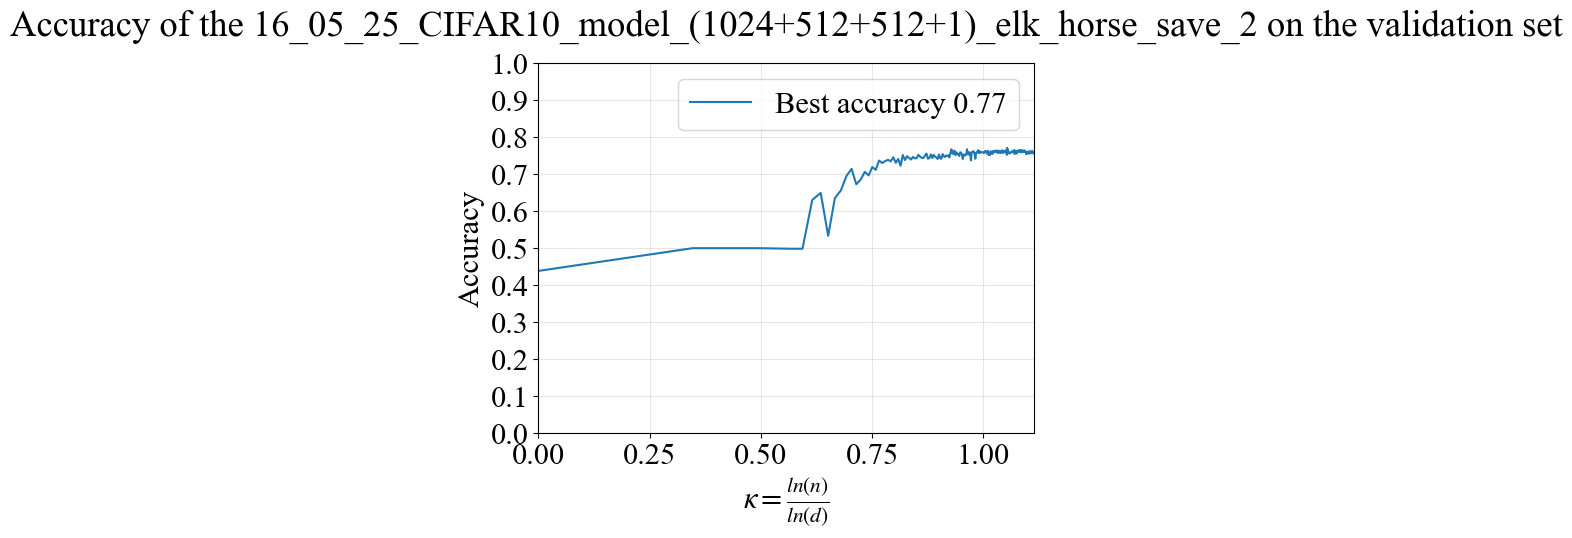 Accuracy of the 16_05_25_CIFAR10_model_(1024+512+512+1)_elk_horse_save_2 on the validation set
1.0
0.9
0.8
0.7
0.6
0.5
0.4
0.3
0.2
0.1
0.0
Accuracy
Best accuracy 0.77
0.00 0.25 0.50 0.75 1.00
κ = ln(n)/ln(d)